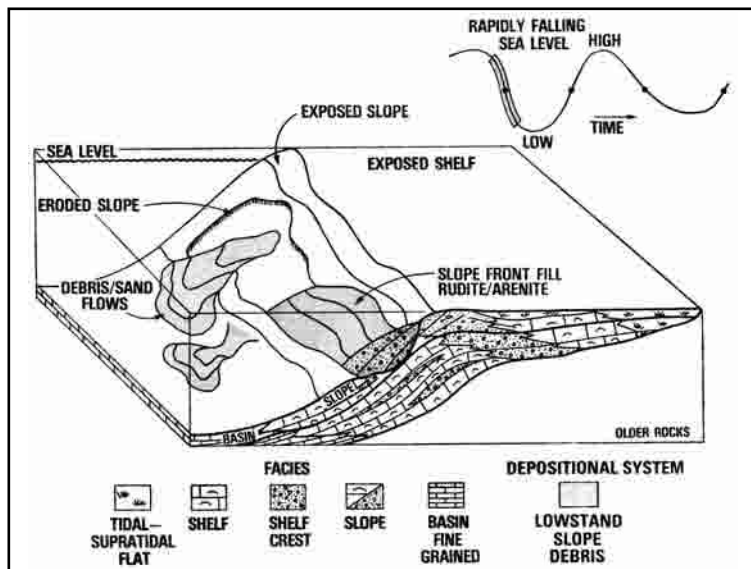 RAPIDLY FALLING
SEA LEVEL
HIGH
LOW
TIME
EXPOSED SLOPE
SEA LEVEL
EXPOSED SHELF
ERODED SLOPE
DEBRIS/SAND
FLOWS
SLOPE FRONT FILL
RUDITE/ARENITE
SLOPE
BASIN
OLDER ROCKS
FACIES
DEPOSITIONAL SYSTEM
TIDAL—
SUPRATIDAL
FLAT
SHELF
SHELF
CREST
SLOPE
BASIN
FINE
GRAINED
LOWSTAND
SLOPE
DEBRIS